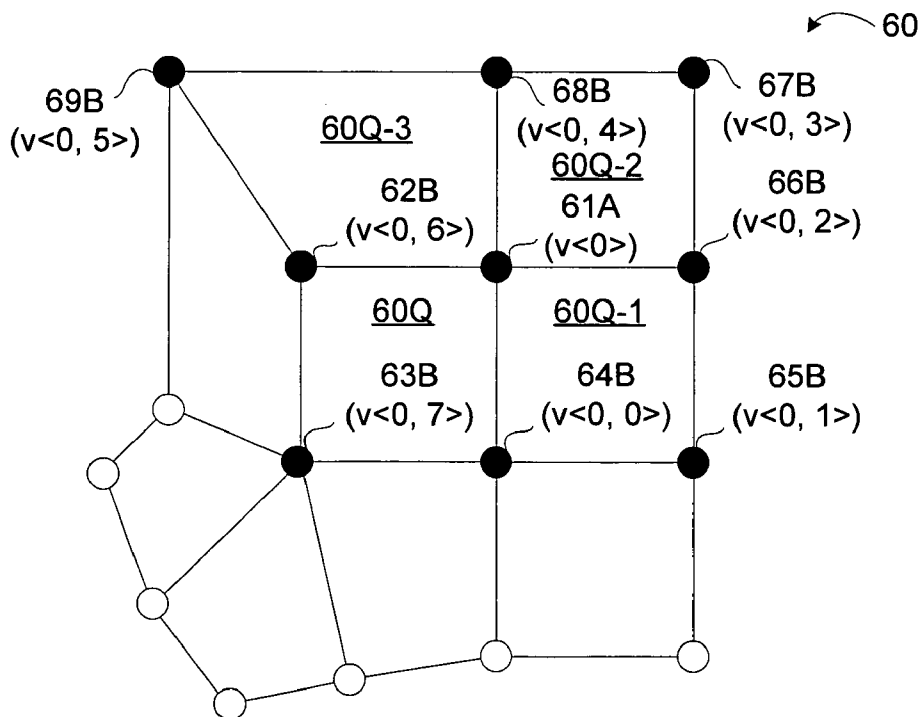 60
69B
(v<0, 5>)
68B
(v<0, 4>)
67B
(v<0, 3>)
60Q-3
60Q-2
62B
(v<0, 6>)
61A
(v<0>)
66B
(v<0, 2>)
60Q
60Q-1
63B
(v<0, 7>)
64B
(v<0, 0>)
65B
(v<0, 1>)